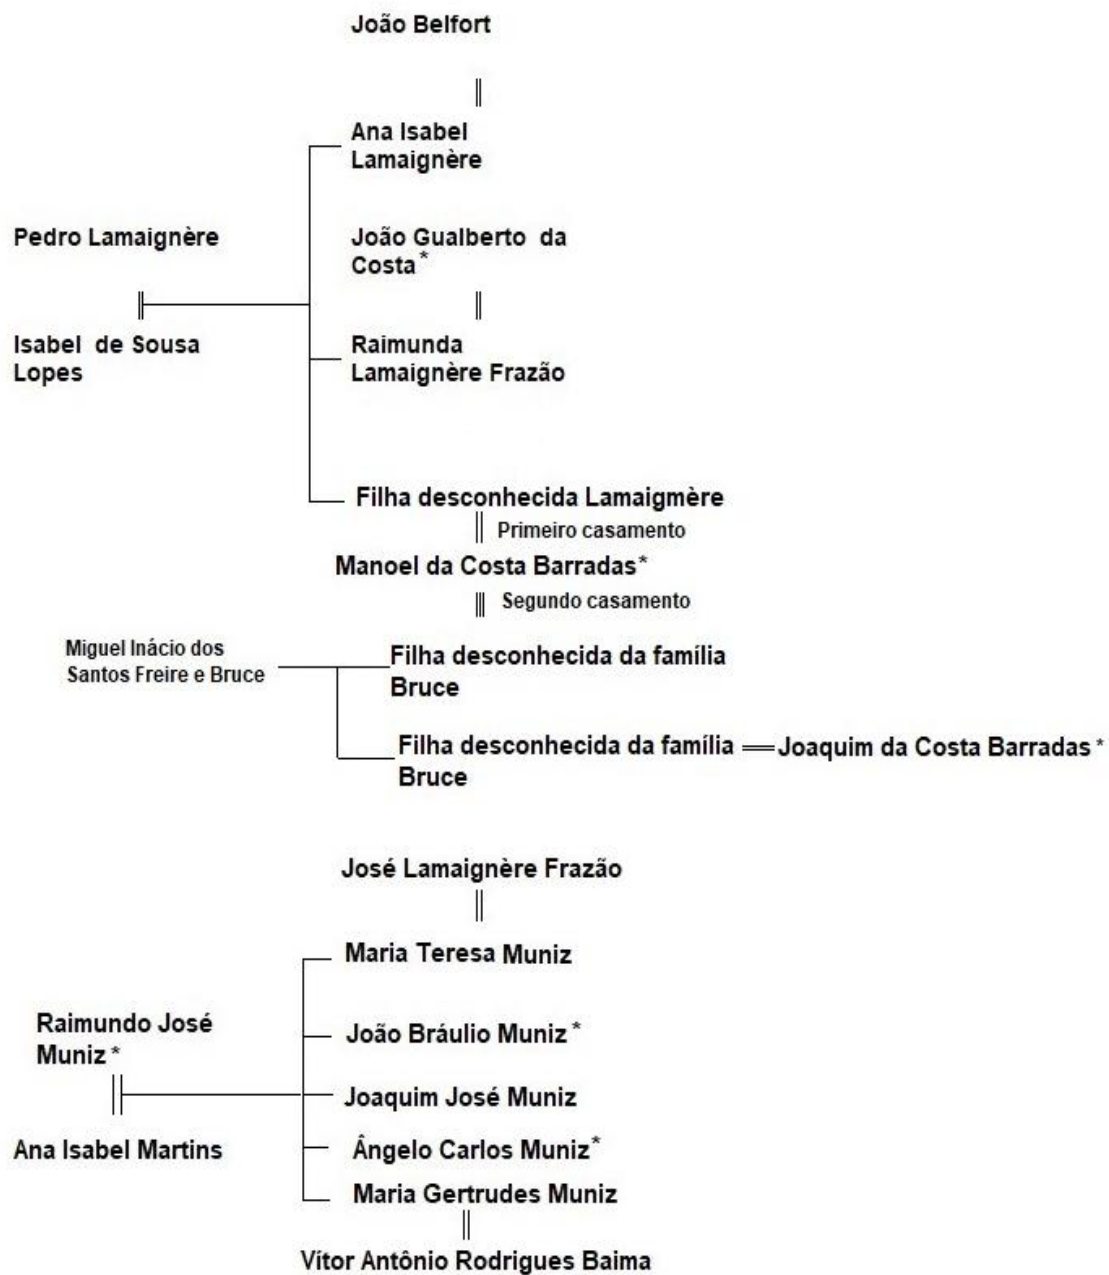 João Belfort
Ana Isabel
Lamaignère
Pedro Lamaignère
João Gualberto da
Costa*
Isabel de Sousa
Lopes
Raimunda
Lamaignère Frazão
Filha desconhecida Lamaigmère
Primeiro casamento
Manoel da Costa Barradas*
Segundo casamento
Miguel Inácio dos
Santos Freire e Bruce
Filha desconhecida da família
Bruce
Filha desconhecida da família
Bruce
Joaquim da Costa Barradas*
José Lamaignère Frazão
Maria Teresa Muniz
Raimundo José
Muniz*
João Bráulio Muniz*
Joaquim José Muniz
Ana Isabel Martins
Ângelo Carlos Muniz*
Maria Gertrudes Muniz
Vítor Antônio Rodrigues Baima